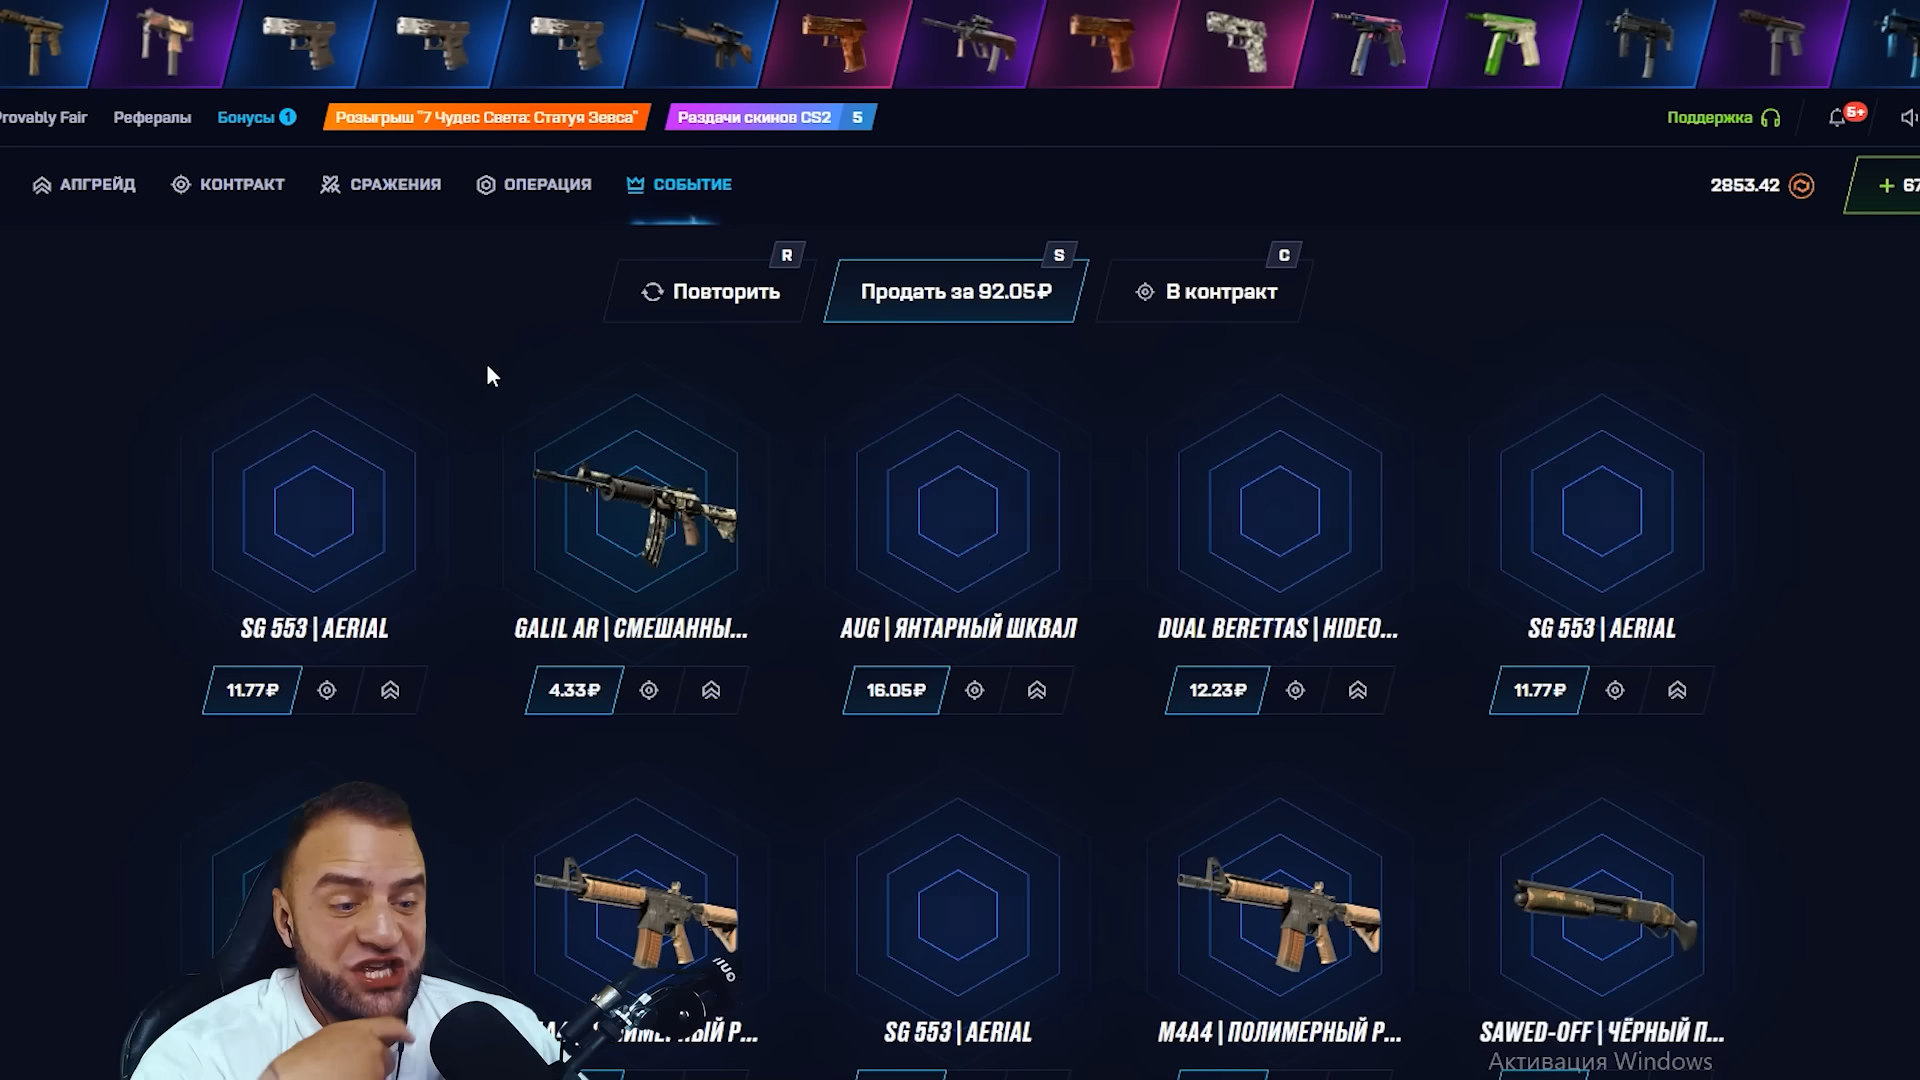 Provably Fair
Рефералы
Бонусы 1
Розыгрыш "7 Чудес Света: Статуя Зевса"
Раздачи скинов CS2 5
Поддержка
5+
АПГРЕЙД
КОНТРАКТ
СРАЖЕНИЯ
ОПЕРАЦИЯ
СОБЫТИЕ
2853.42
+ 67
R
S
C
Повторить
Продать за 92.05₽
В контракт
SG 553 | AERIAL
GALIL AR | СМЕШАННЫ...
AUG | ЯНТАРНЫЙ ШКВАЛ
DUAL BERETTAS | HIDEO...
SG 553 | AERIAL
11.77₽
4.33₽
16.05₽
12.23₽
11.77₽
SG 553 | AERIAL
M4A4 | ПОЛИМЕРНЫЙ Р...
SAWED-OFF | ЧЁРНЫЙ П...
Активация Windows